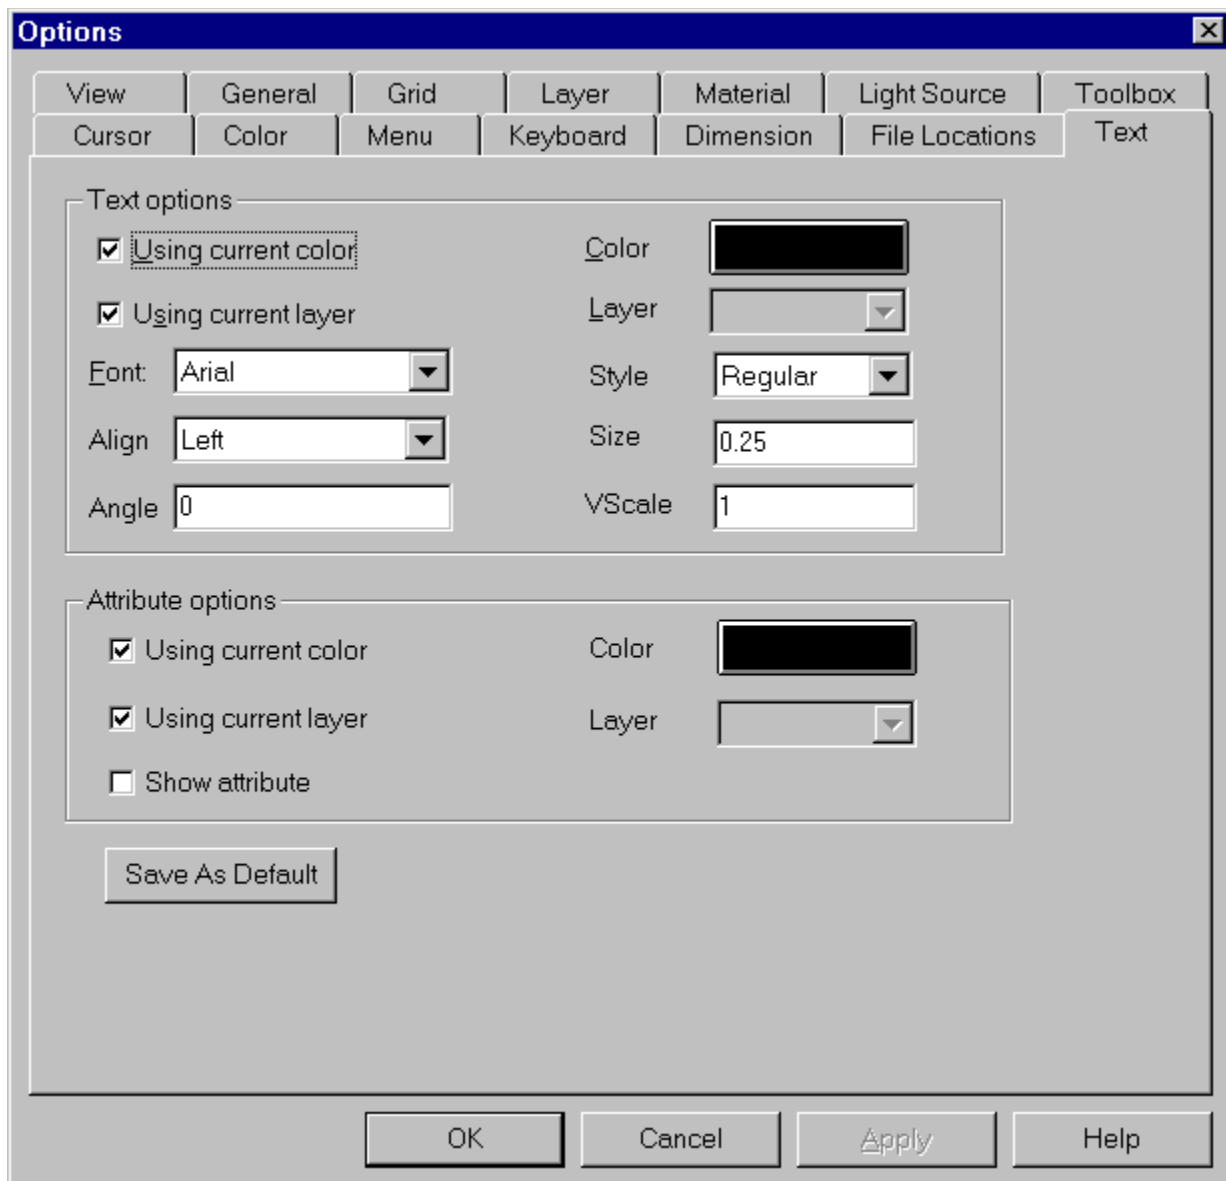 Options
View General Grid Layer Material Light Source Toolbox
Cursor Color Menu Keyboard Dimension File Locations Text
Text options
Using current color Color
Using current layer Layer
Font: Arial Style Regular
Align Left Size 0.25
Angle 0 VScale 1
Attribute options
Using current color Color
Using current layer Layer
Show attribute
Save As Default
OK Cancel Apply Help